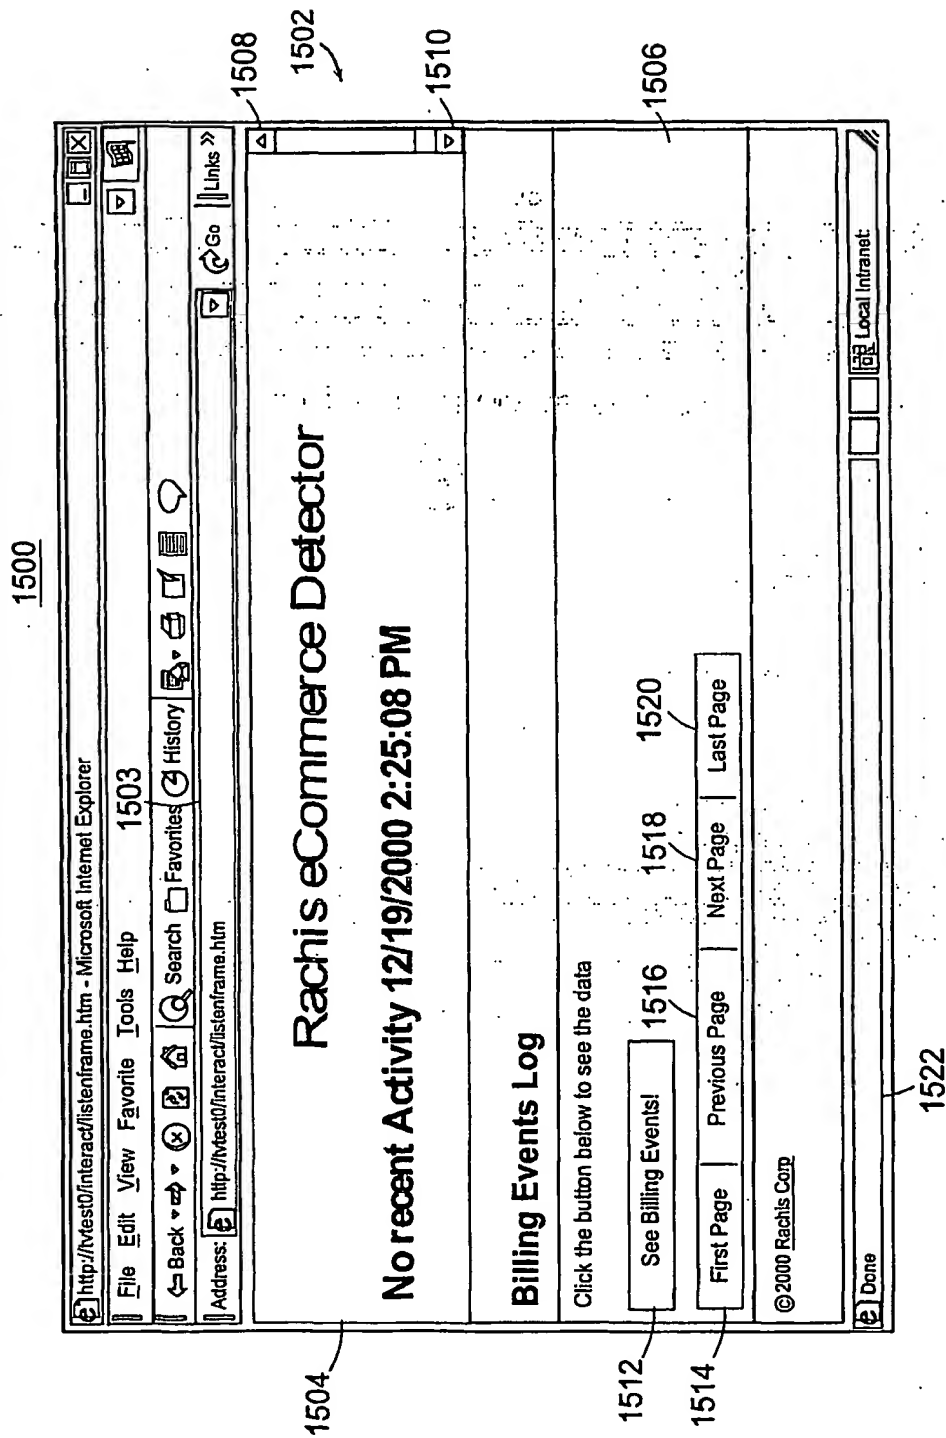 1500
http://tvtest0/interact/listenframe.htm - Microsoft Internet Explorer
File Edit View Favorite Tools Help
1503
Back Search Favorites History
Address: http://tvtest0/interact/listenframe.htm Go Links »
1508
1502
1510
Rachis eCommerce Detector
No recent Activity 12/19/2000 2:25:08 PM
1504
Billing Events Log
Click the button below to see the data
1506
See Billing Events!
1512
1516 1518 1520
First Page | Previous Page | Next Page | Last Page
1514
©2000 Rachis Corp
Done Local Intranet:
1522